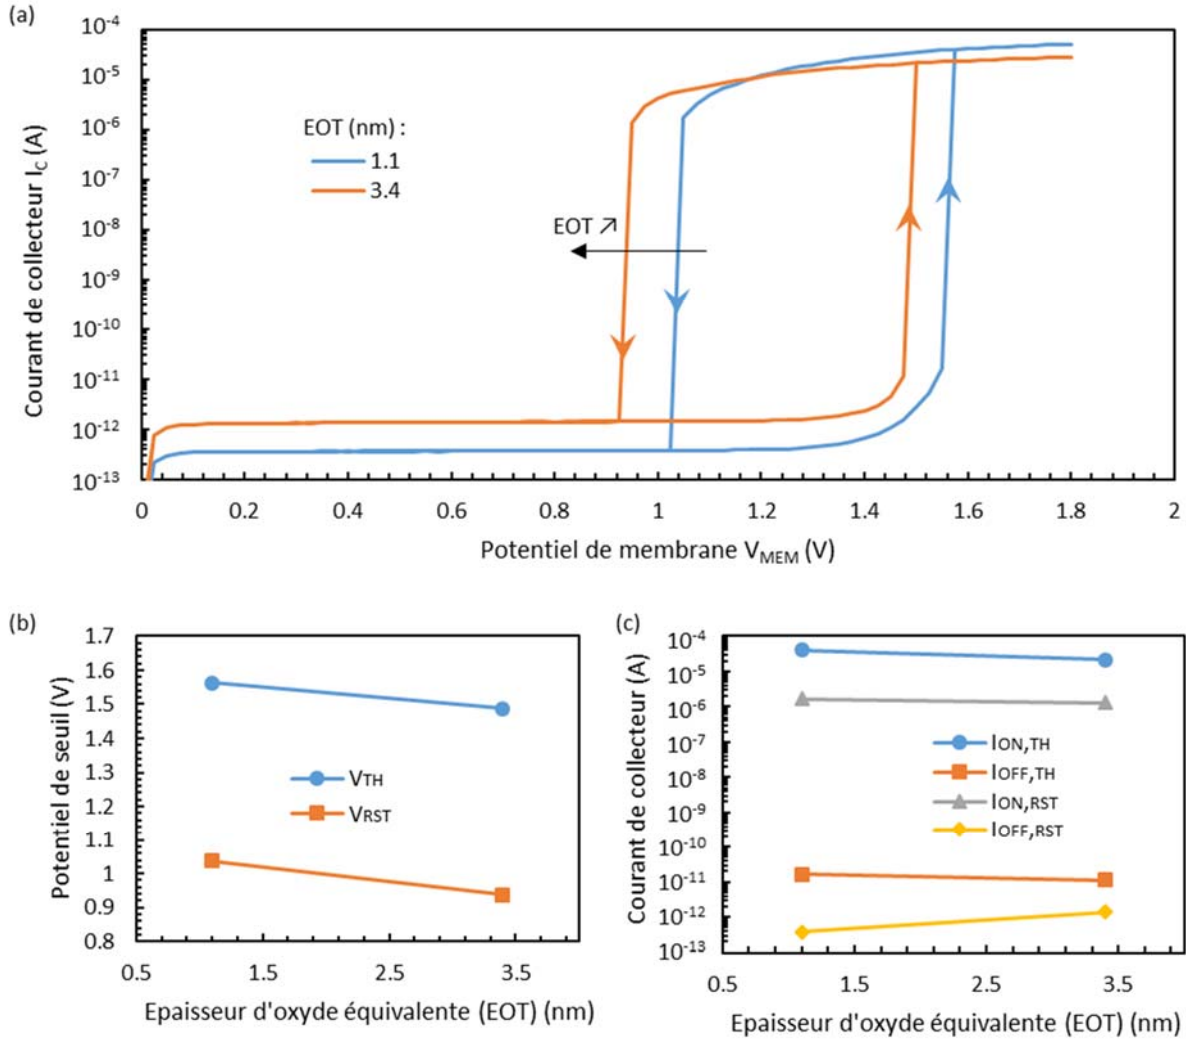 (a)
Courant de collecteur I_C (A)
10^-4
10^-5
10^-6
10^-7
10^-8
10^-9
10^-10
10^-11
10^-12
10^-13
EOT (nm) :
1.1
3.4
EOT ↗
0 0.2 0.4 0.6 0.8 1 1.2 1.4 1.6 1.8 2
Potentiel de membrane V_MEM (V)
(b)
Potentiel de seuil (V)
1.7
1.6
1.5
1.4
1.3
1.2
1.1
1
0.9
0.8
VTH
VRST
0.5 1.5 2.5 3.5
Epaisseur d'oxyde équivalente (EOT) (nm)
(c)
Courant de collecteur (A)
10^-4
10^-5
10^-6
10^-7
10^-8
10^-9
10^-10
10^-11
10^-12
10^-13
ION,TH
IOFF,TH
ION,RST
IOFF,RST
0.5 1.5 2.5 3.5
Epaisseur d'oxyde équivalente (EOT) (nm)